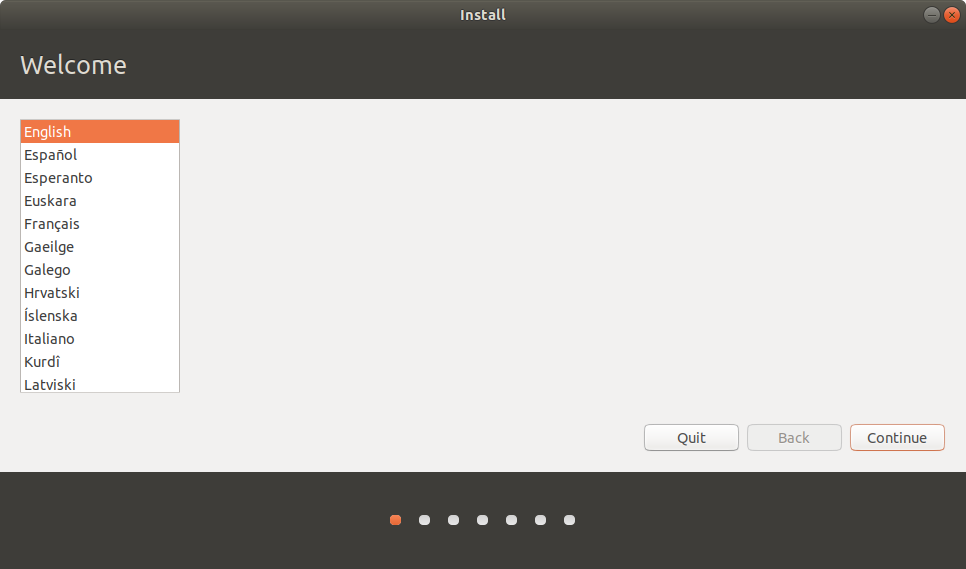 Install
Welcome
English
Español
Esperanto
Euskara
Français
Gaeilge
Galego
Hrvatski
Íslenska
Italiano
Kurdî
Latviski
Quit
Back
Continue